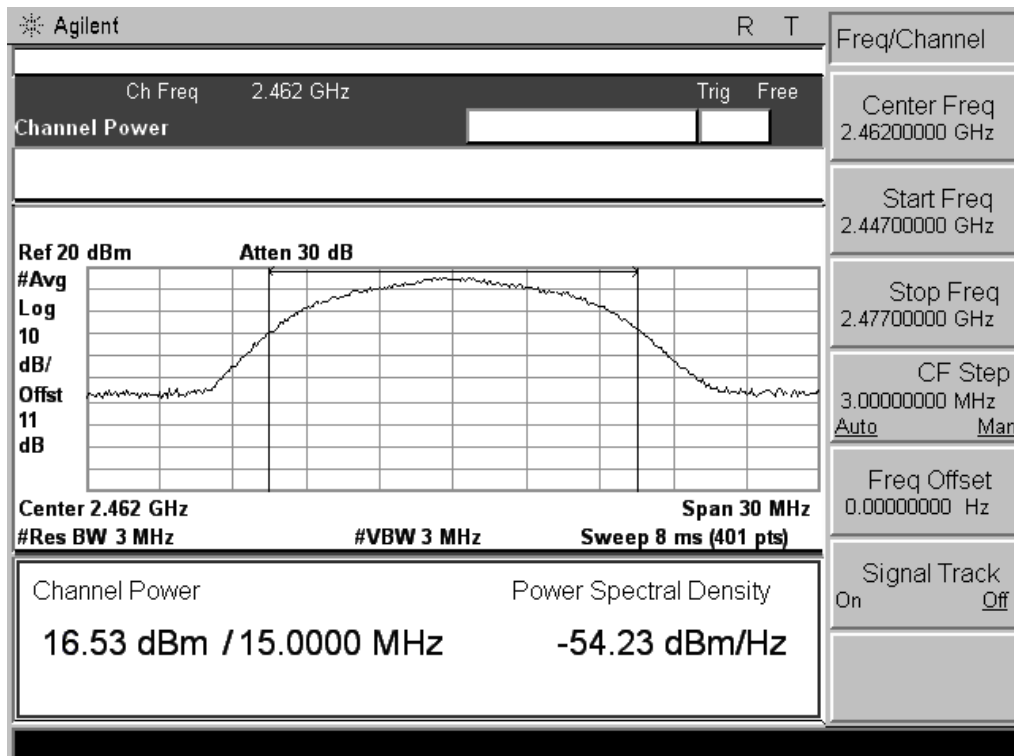 Agilent R T
Ch Freq 2.462 GHz Trig Free
Channel Power
Ref 20 dBm Atten 30 dB
#Avg
Log
10
dB/
Offst
11
dB
Center 2.462 GHz Span 30 MHz
#Res BW 3 MHz #VBW 3 MHz Sweep 8 ms (401 pts)
Channel Power Power Spectral Density
16.53 dBm / 15.0000 MHz -54.23 dBm/Hz
Freq/Channel
Center Freq
2.46200000 GHz
Start Freq
2.44700000 GHz
Stop Freq
2.47700000 GHz
CF Step
3.00000000 MHz
Auto Man
Freq Offset
0.00000000 Hz
Signal Track
On Off